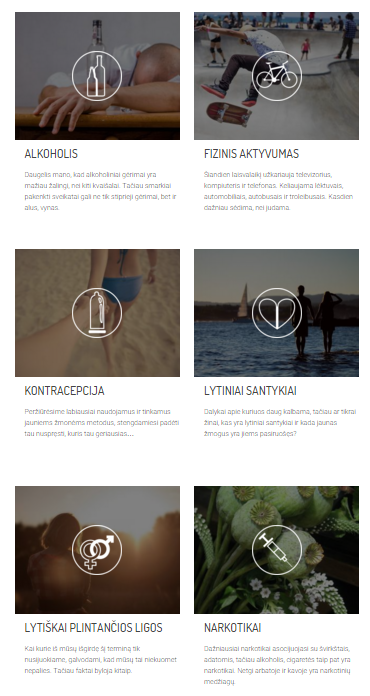 ALKOHOLIS
Daugelis mano, kad alkoholiniai gėrimai yra
mažiau žalingi, nei kiti kvaišalai. Tačiau smarkiai
pakenkti sveikatai gali ne tik stiprieji gėrimai, bet ir
alus, vynas.
FIZINIS AKTYVUMAS
Šiandien laisvalaikį užkariauja televizorius,
kompiuteris ir telefonas. Keliaujama lėktuvais,
automobiliais, autobusais ir troleibusais. Kasdien
dažniau sėdima, nei judama.
KONTRACEPCIJA
Peržiūrėsime labiausiai naudojamus ir tinkamus
jauniems žmonėms metodus, stengdamiesi padėti
tau nuspręsti, kuris tau geriausias...
LYTINIAI SANTYKIAI
Dalykai apie kuriuos daug kalbama, tačiau ar tikrai
žinai, kas yra lytiniai santykiai ir kada jaunas
žmogus yra jiems pasiruošęs?
LYTIŠKAI PLINTANČIOS LIGOS
Kai kurie iš mūsų išgirdę šį terminą tik
nusijuokiame, galvodami, kad mūsų tai niekuomet
nepalies. Tačiau faktai byloja kitaip.
NARKOTIKAI
Dažniausiai narkotikai asocijuojasi su švirkštais,
adatomis, tačiau alkoholis, cigaretės taip pat yra
narkotikai. Netgi arbatoje ir kavoje yra narkotinių
medžiagų.